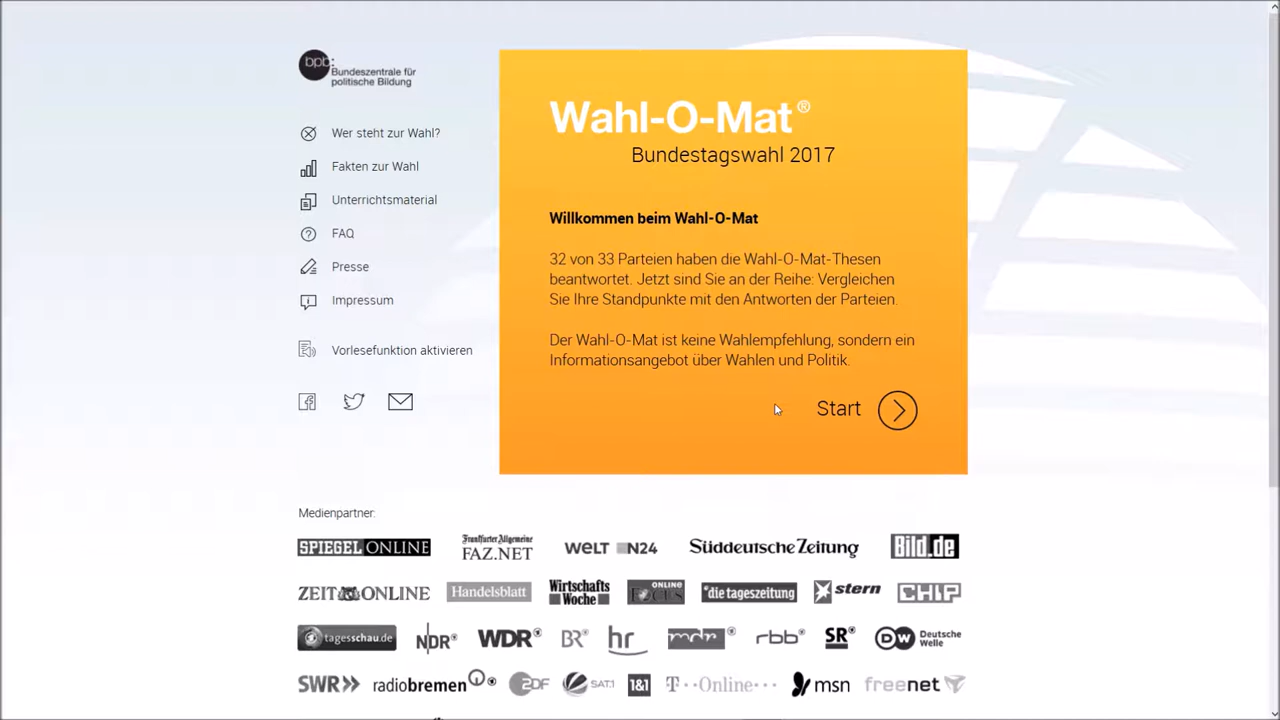 bpb:
Bundeszentrale für
politische Bildung
Wer steht zur Wahl?
Fakten zur Wahl
Unterrichtsmaterial
FAQ
Presse
Impressum
Vorlesefunktion aktivieren
Wahl-O-Mat®
Bundestagswahl 2017
Willkommen beim Wahl-O-Mat
32 von 33 Parteien haben die Wahl-O-Mat-Thesen
beantwortet. Jetzt sind Sie an der Reihe: Vergleichen
Sie Ihre Standpunkte mit den Antworten der Parteien.
Der Wahl-O-Mat ist keine Wahlempfehlung, sondern ein
Informationsangebot über Wahlen und Politik.
Start
Medienpartner:
SPIEGEL ONLINE Frankfurter Allgemeine FAZ.NET WELT N24 Süddeutsche Zeitung Bild.de
ZEIT ONLINE Handelsblatt Wirtschafts Woche ONLINE FOCUS die tageszeitung stern CHIP
tagesschau.de NDR WDR BR hr mdr rbb SR DW Deutsche Welle
SWR radiobremen ZDF SAT.1 1&1 T··Online··· msn freenet